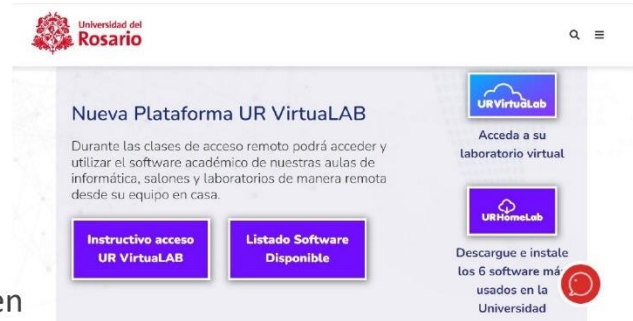 Universidad del
Rosario
Nueva Plataforma UR VirtuaLAB
Durante las clases de acceso remoto podrá acceder y
utilizar el software académico de nuestras aulas de
informática, salones y laboratorios de manera remota
desde su equipo en casa.
Instructivo acceso
UR VirtuaLAB
Listado Software
Disponible
URVirtuaLab
Acceda a su
laboratorio virtual
URHomeLab
Descargue e instale
los 6 software más
usados en la
Universidad
en